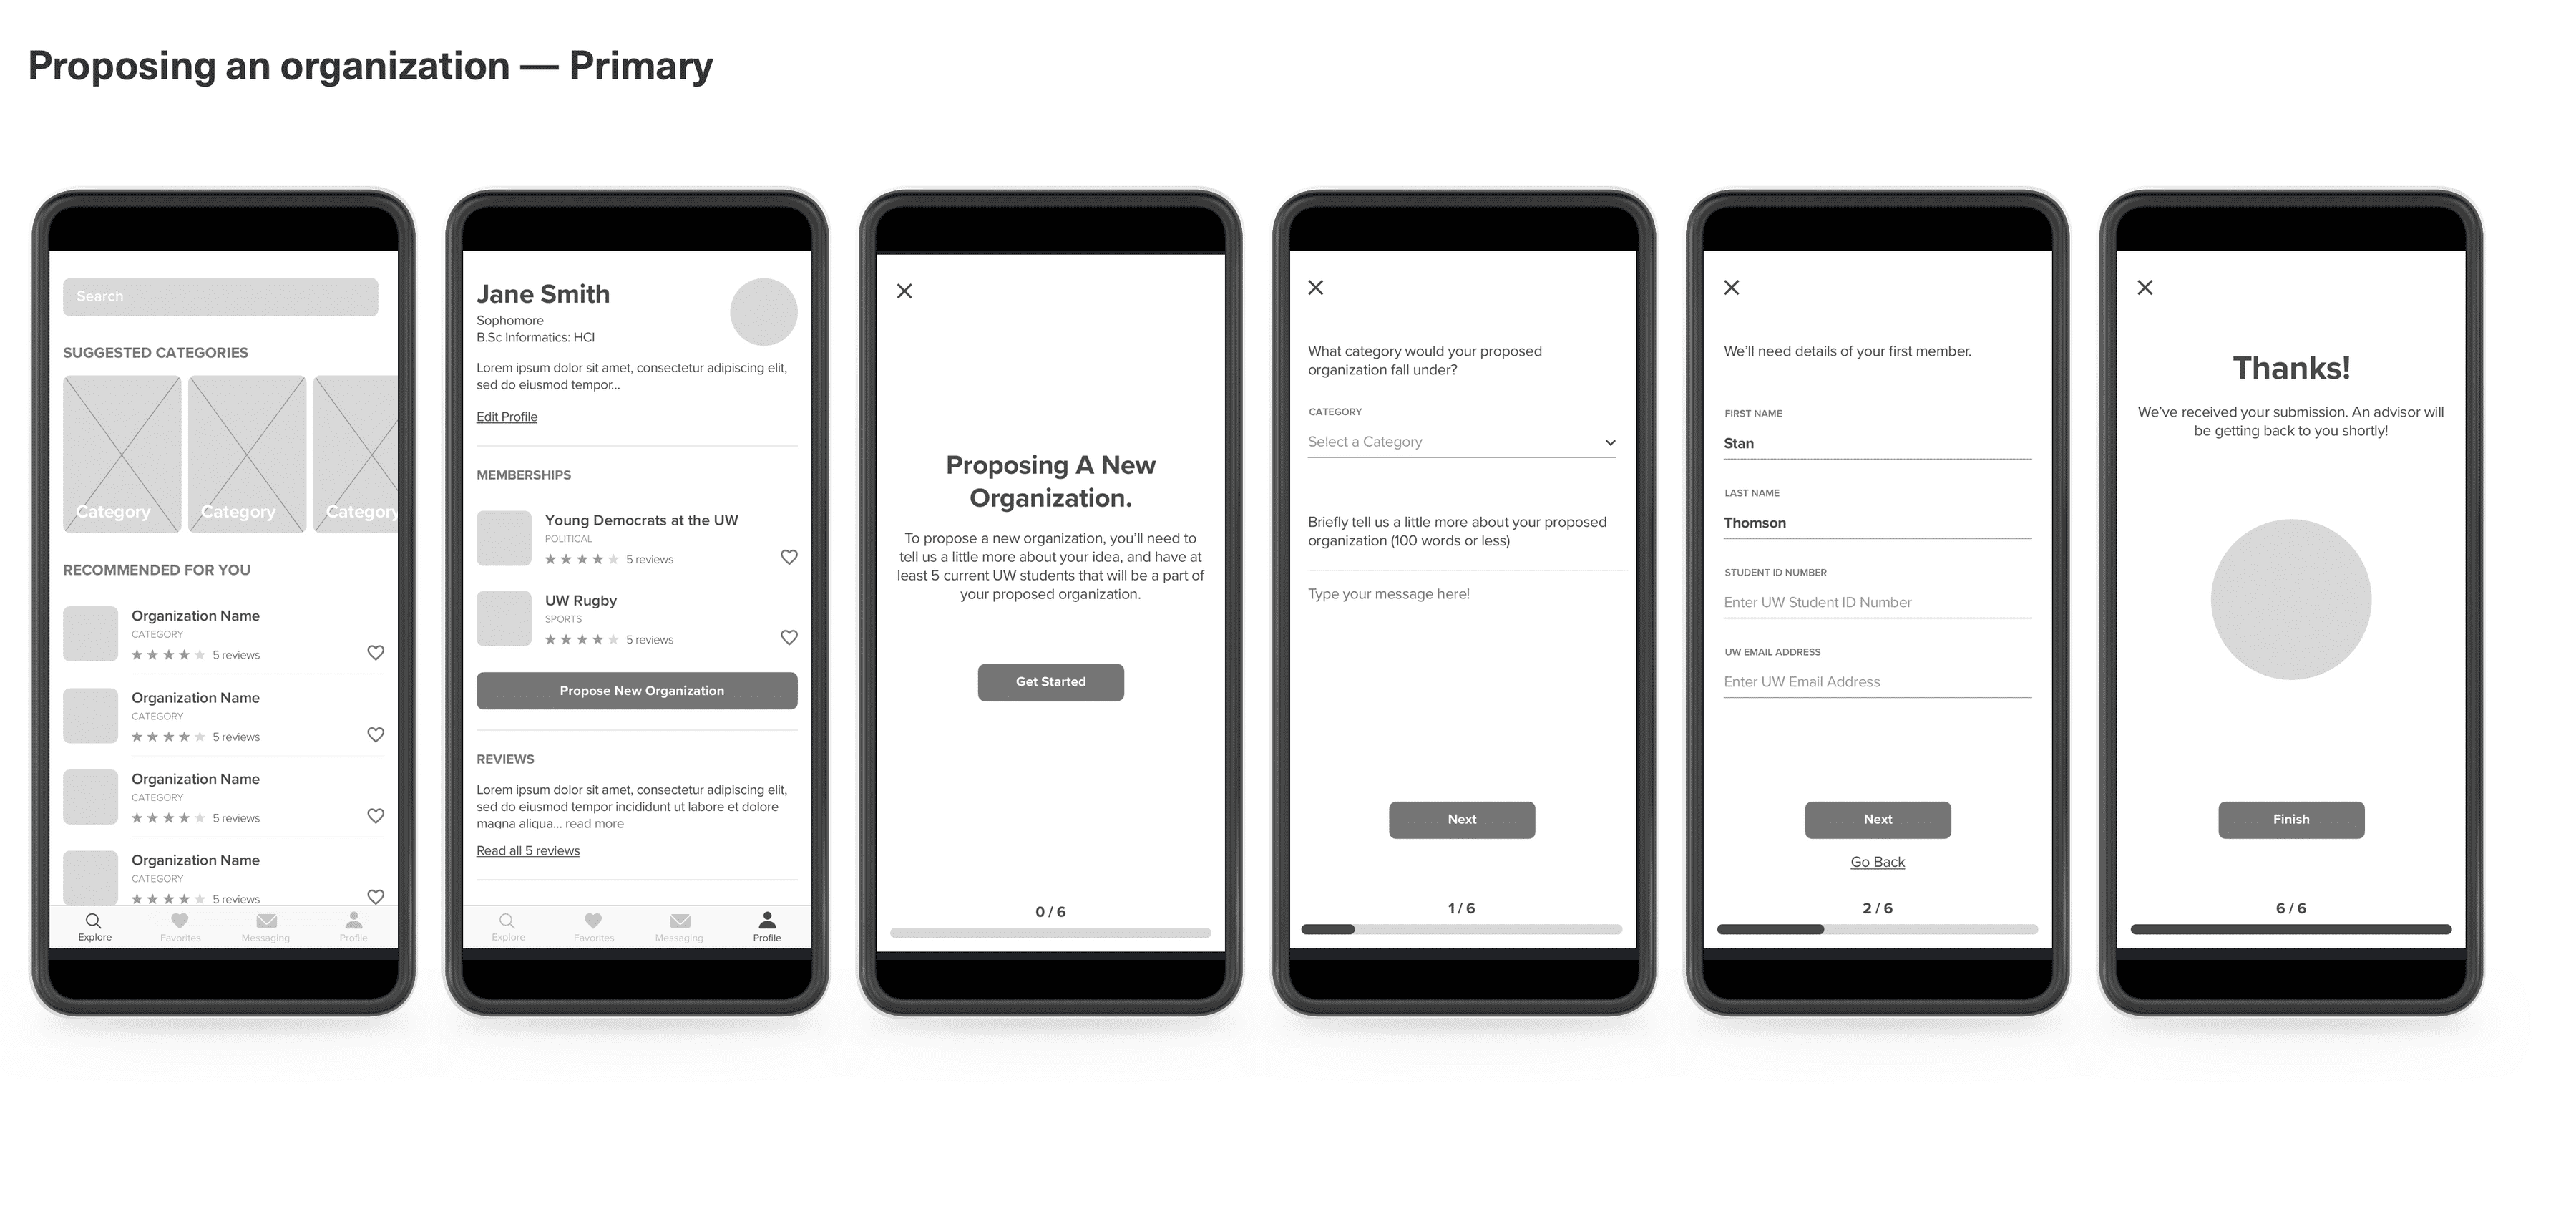 Proposing an organization — Primary
Search
SUGGESTED CATEGORIES
Category
Category
Category
RECOMMENDED FOR YOU
Organization Name
CATEGORY
5 reviews
Organization Name
CATEGORY
5 reviews
Organization Name
CATEGORY
5 reviews
Organization Name
CATEGORY
5 reviews
Explore
Favorites
Messaging
Profile
Jane Smith
Sophomore
B.Sc Informatics: HCI
Lorem ipsum dolor sit amet, consectetur adipiscing elit,
sed do eiusmod tempor...
Edit Profile
MEMBERSHIPS
Young Democrats at the UW
POLITICAL
5 reviews
UW Rugby
SPORTS
5 reviews
Propose New Organization
REVIEWS
Lorem ipsum dolor sit amet, consectetur adipiscing elit,
sed do eiusmod tempor incididunt ut labore et dolore
magna aliqua... read more
Read all 5 reviews
Explore
Favorites
Messaging
Profile
Proposing A New
Organization.
To propose a new organization, you'll need to
tell us a little more about your idea, and have at
least 5 current UW students that will be a part of
your proposed organization.
Get Started
0 / 6
What category would your proposed
organization fall under?
CATEGORY
Select a Category
Briefly tell us a little more about your proposed
organization (100 words or less)
Type your message here!
Next
1 / 6
We'll need details of your first member.
FIRST NAME
Stan
LAST NAME
Thomson
STUDENT ID NUMBER
Enter UW Student ID Number
UW EMAIL ADDRESS
Enter UW Email Address
Next
Go Back
2 / 6
Thanks!
We've received your submission. An advisor will
be getting back to you shortly!
Finish
6 / 6